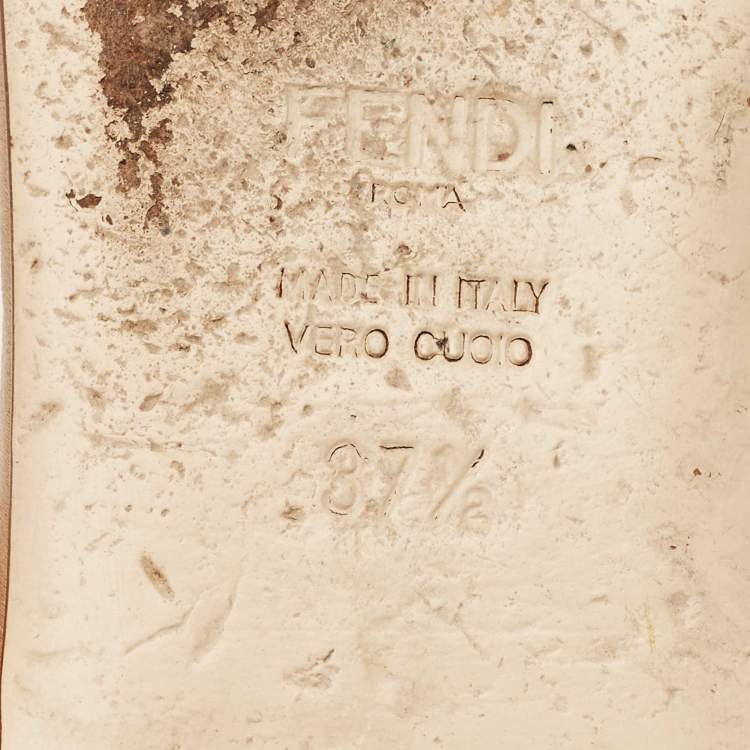 FENDI
ROMA
MADE IN ITALY
VERO CUOIO
37½